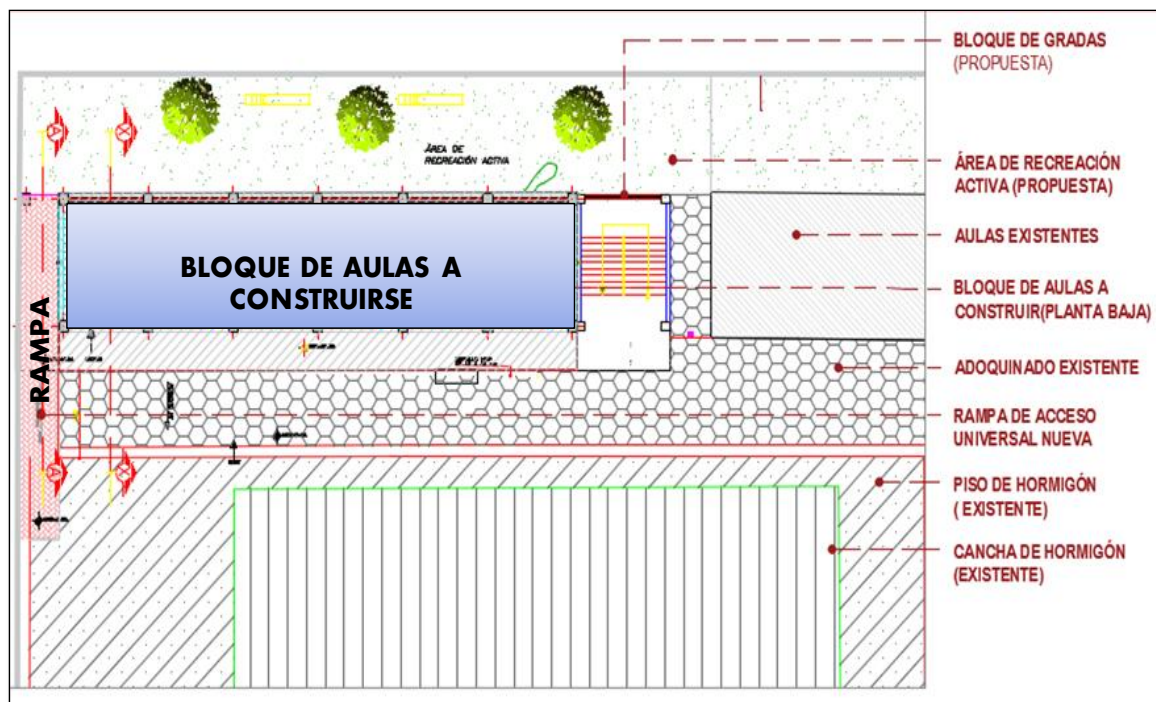 BLOQUE DE GRADAS
(PROPUESTA)
ÁREA DE RECREACIÓN
ACTIVA (PROPUESTA)
AULAS EXISTENTES
BLOQUE DE AULAS A
CONSTRUIR(PLANTA BAJA)
ADOQUINADO EXISTENTE
RAMPA DE ACCESO
UNIVERSAL NUEVA
PISO DE HORMIGÓN
( EXISTENTE)
CANCHA DE HORMIGÓN
(EXISTENTE)
A
X
ÁREA DE
RECREACIÓN ACTIVA
BLOQUE DE AULAS A
CONSTRUIRSE
RAMPA
A
X